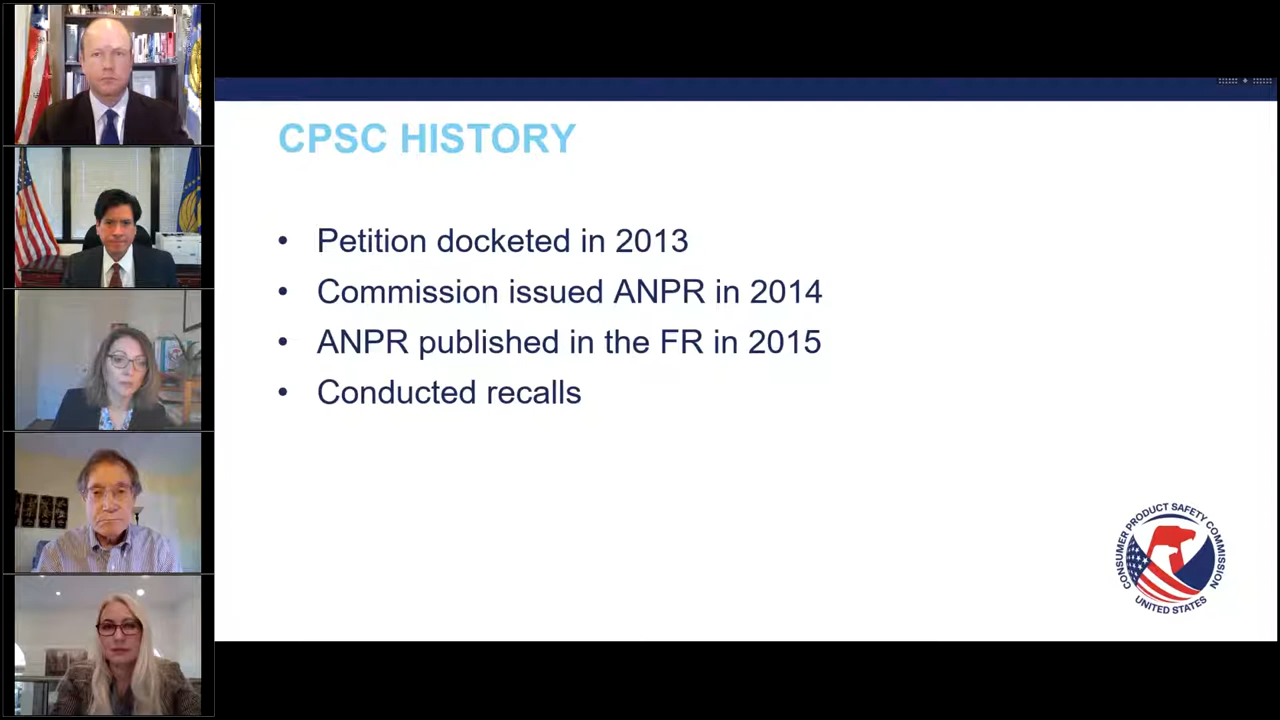 CPSC HISTORY
• Petition docketed in 2013
• Commission issued ANPR in 2014
• ANPR published in the FR in 2015
• Conducted recalls
CONSUMER PRODUCT SAFETY COMMISSION
UNITED STATES